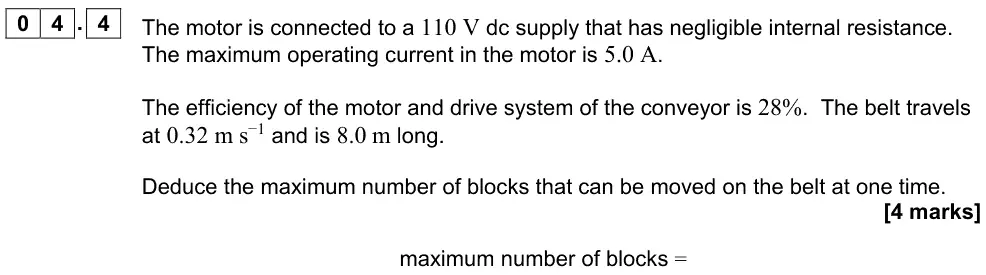 0 4 . 4 The motor is connected to a 110 V dc supply that has negligible internal resistance.
The maximum operating current in the motor is 5.0 A.
The efficiency of the motor and drive system of the conveyor is 28%. The belt travels
at 0.32 m s⁻¹ and is 8.0 m long.
Deduce the maximum number of blocks that can be moved on the belt at one time.
[4 marks]
maximum number of blocks =